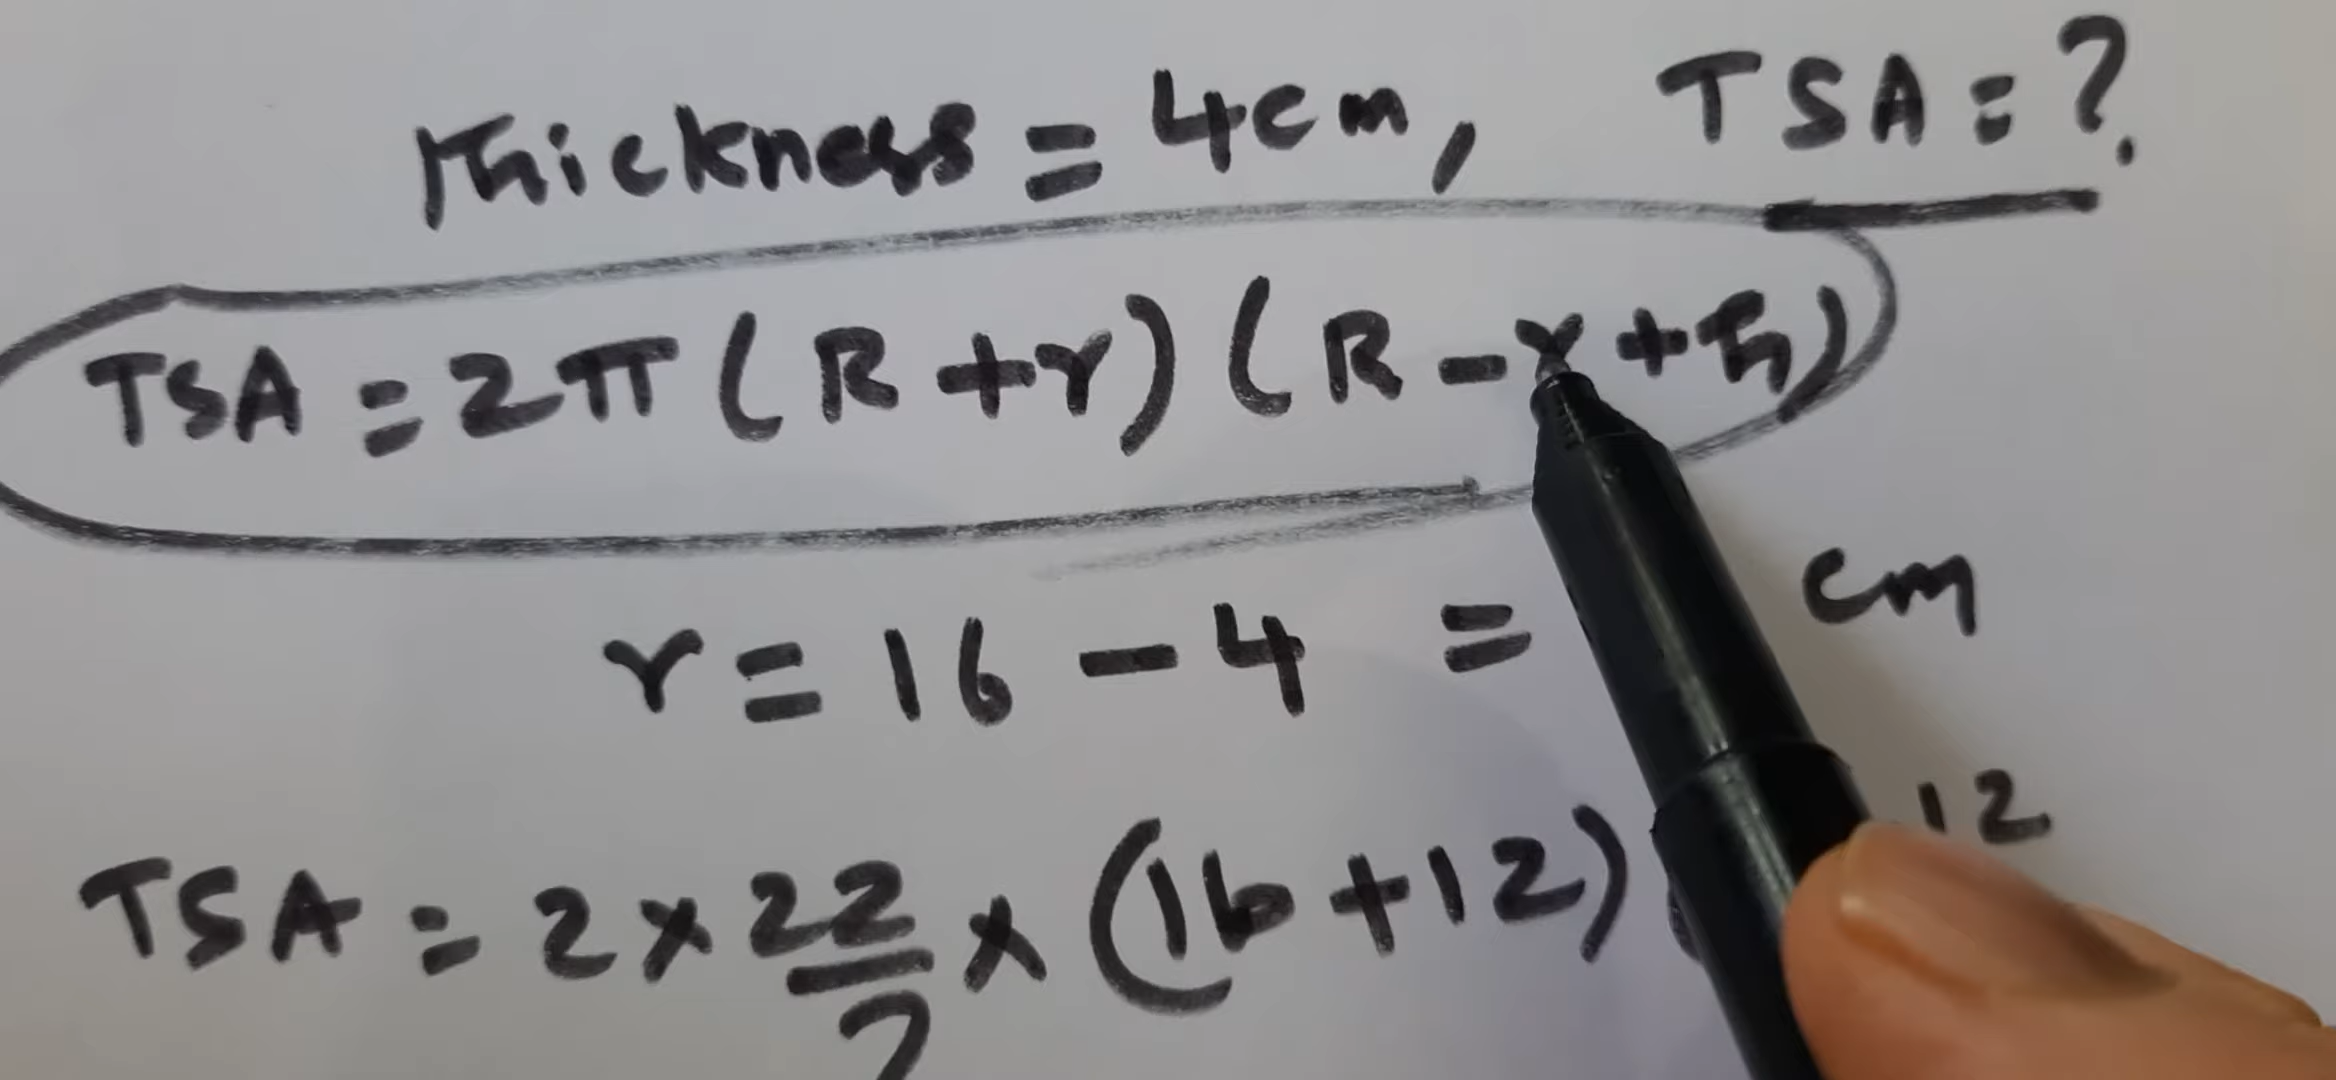 Thickness = 4cm, TSA = ?
TSA = 2π (R + r) (R - r + h)
r = 16 - 4 = cm
TSA = 2 × 22/7 × (16 + 12) 12